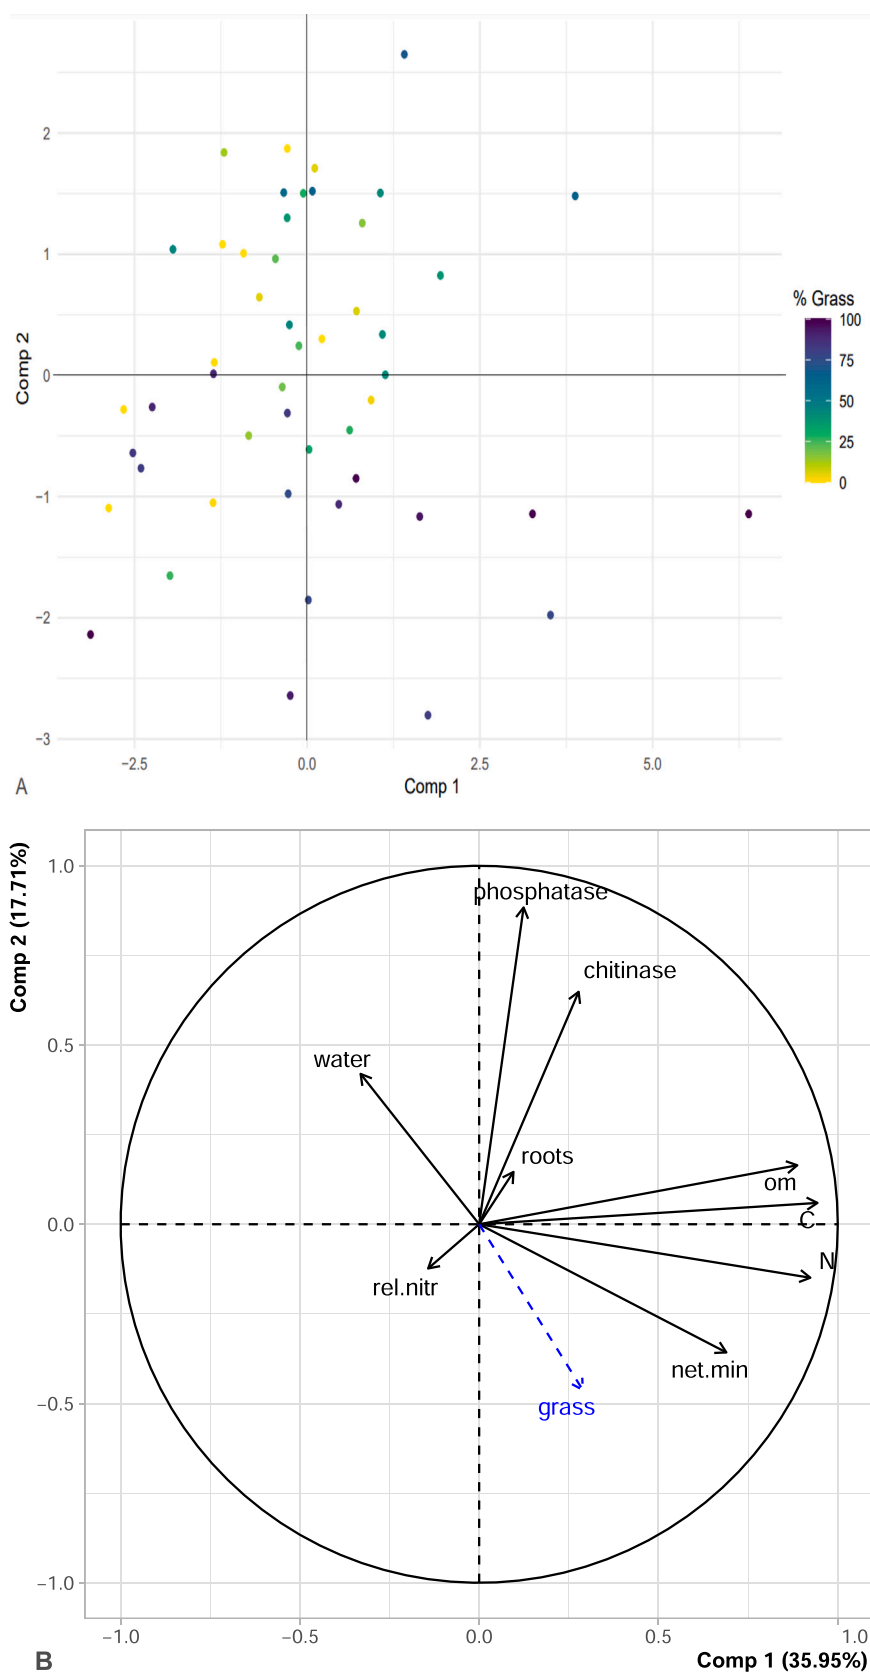 2
1
0
−1
−2
−3
Comp 2
−2.5
0.0
2.5
5.0
Comp 1
A
% Grass
100
75
50
25
0
Comp 2 (17.71%)
1.0
0.5
0.0
−0.5
−1.0
phosphatase
chitinase
water
roots
om
C
N
rel.nitr
net.min
grass
−1.0
−0.5
0.0
0.5
1.0
Comp 1 (35.95%)
B